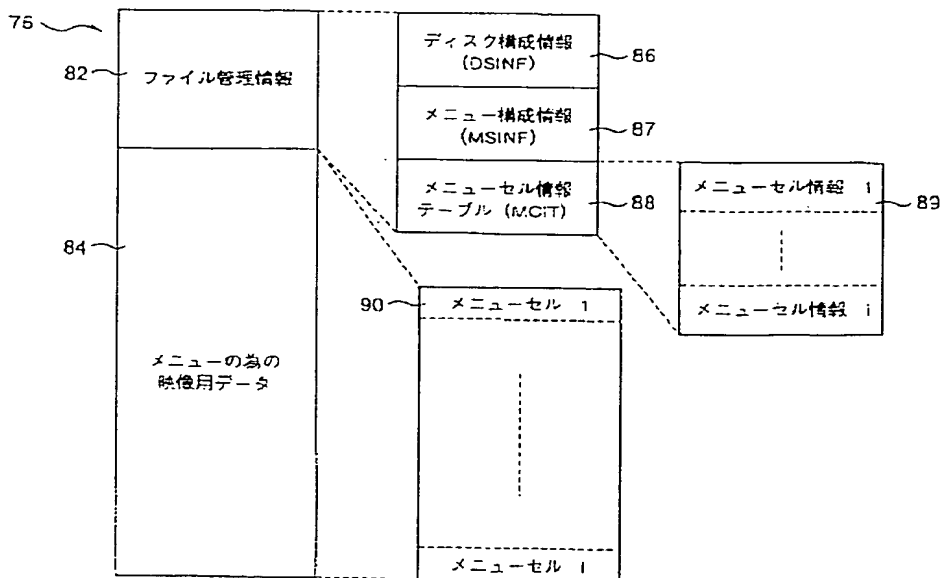 76
82
ファイル管理情報
84
メニューの為の
映像用データ
ディスク構成情報
(DSINF)
86
メニュー構成情報
(MSINF)
87
メニューセル情報
テーブル (MCIT)
88
メニューセル情報 1
89
メニューセル情報 i
90
メニューセル 1
メニューセル i